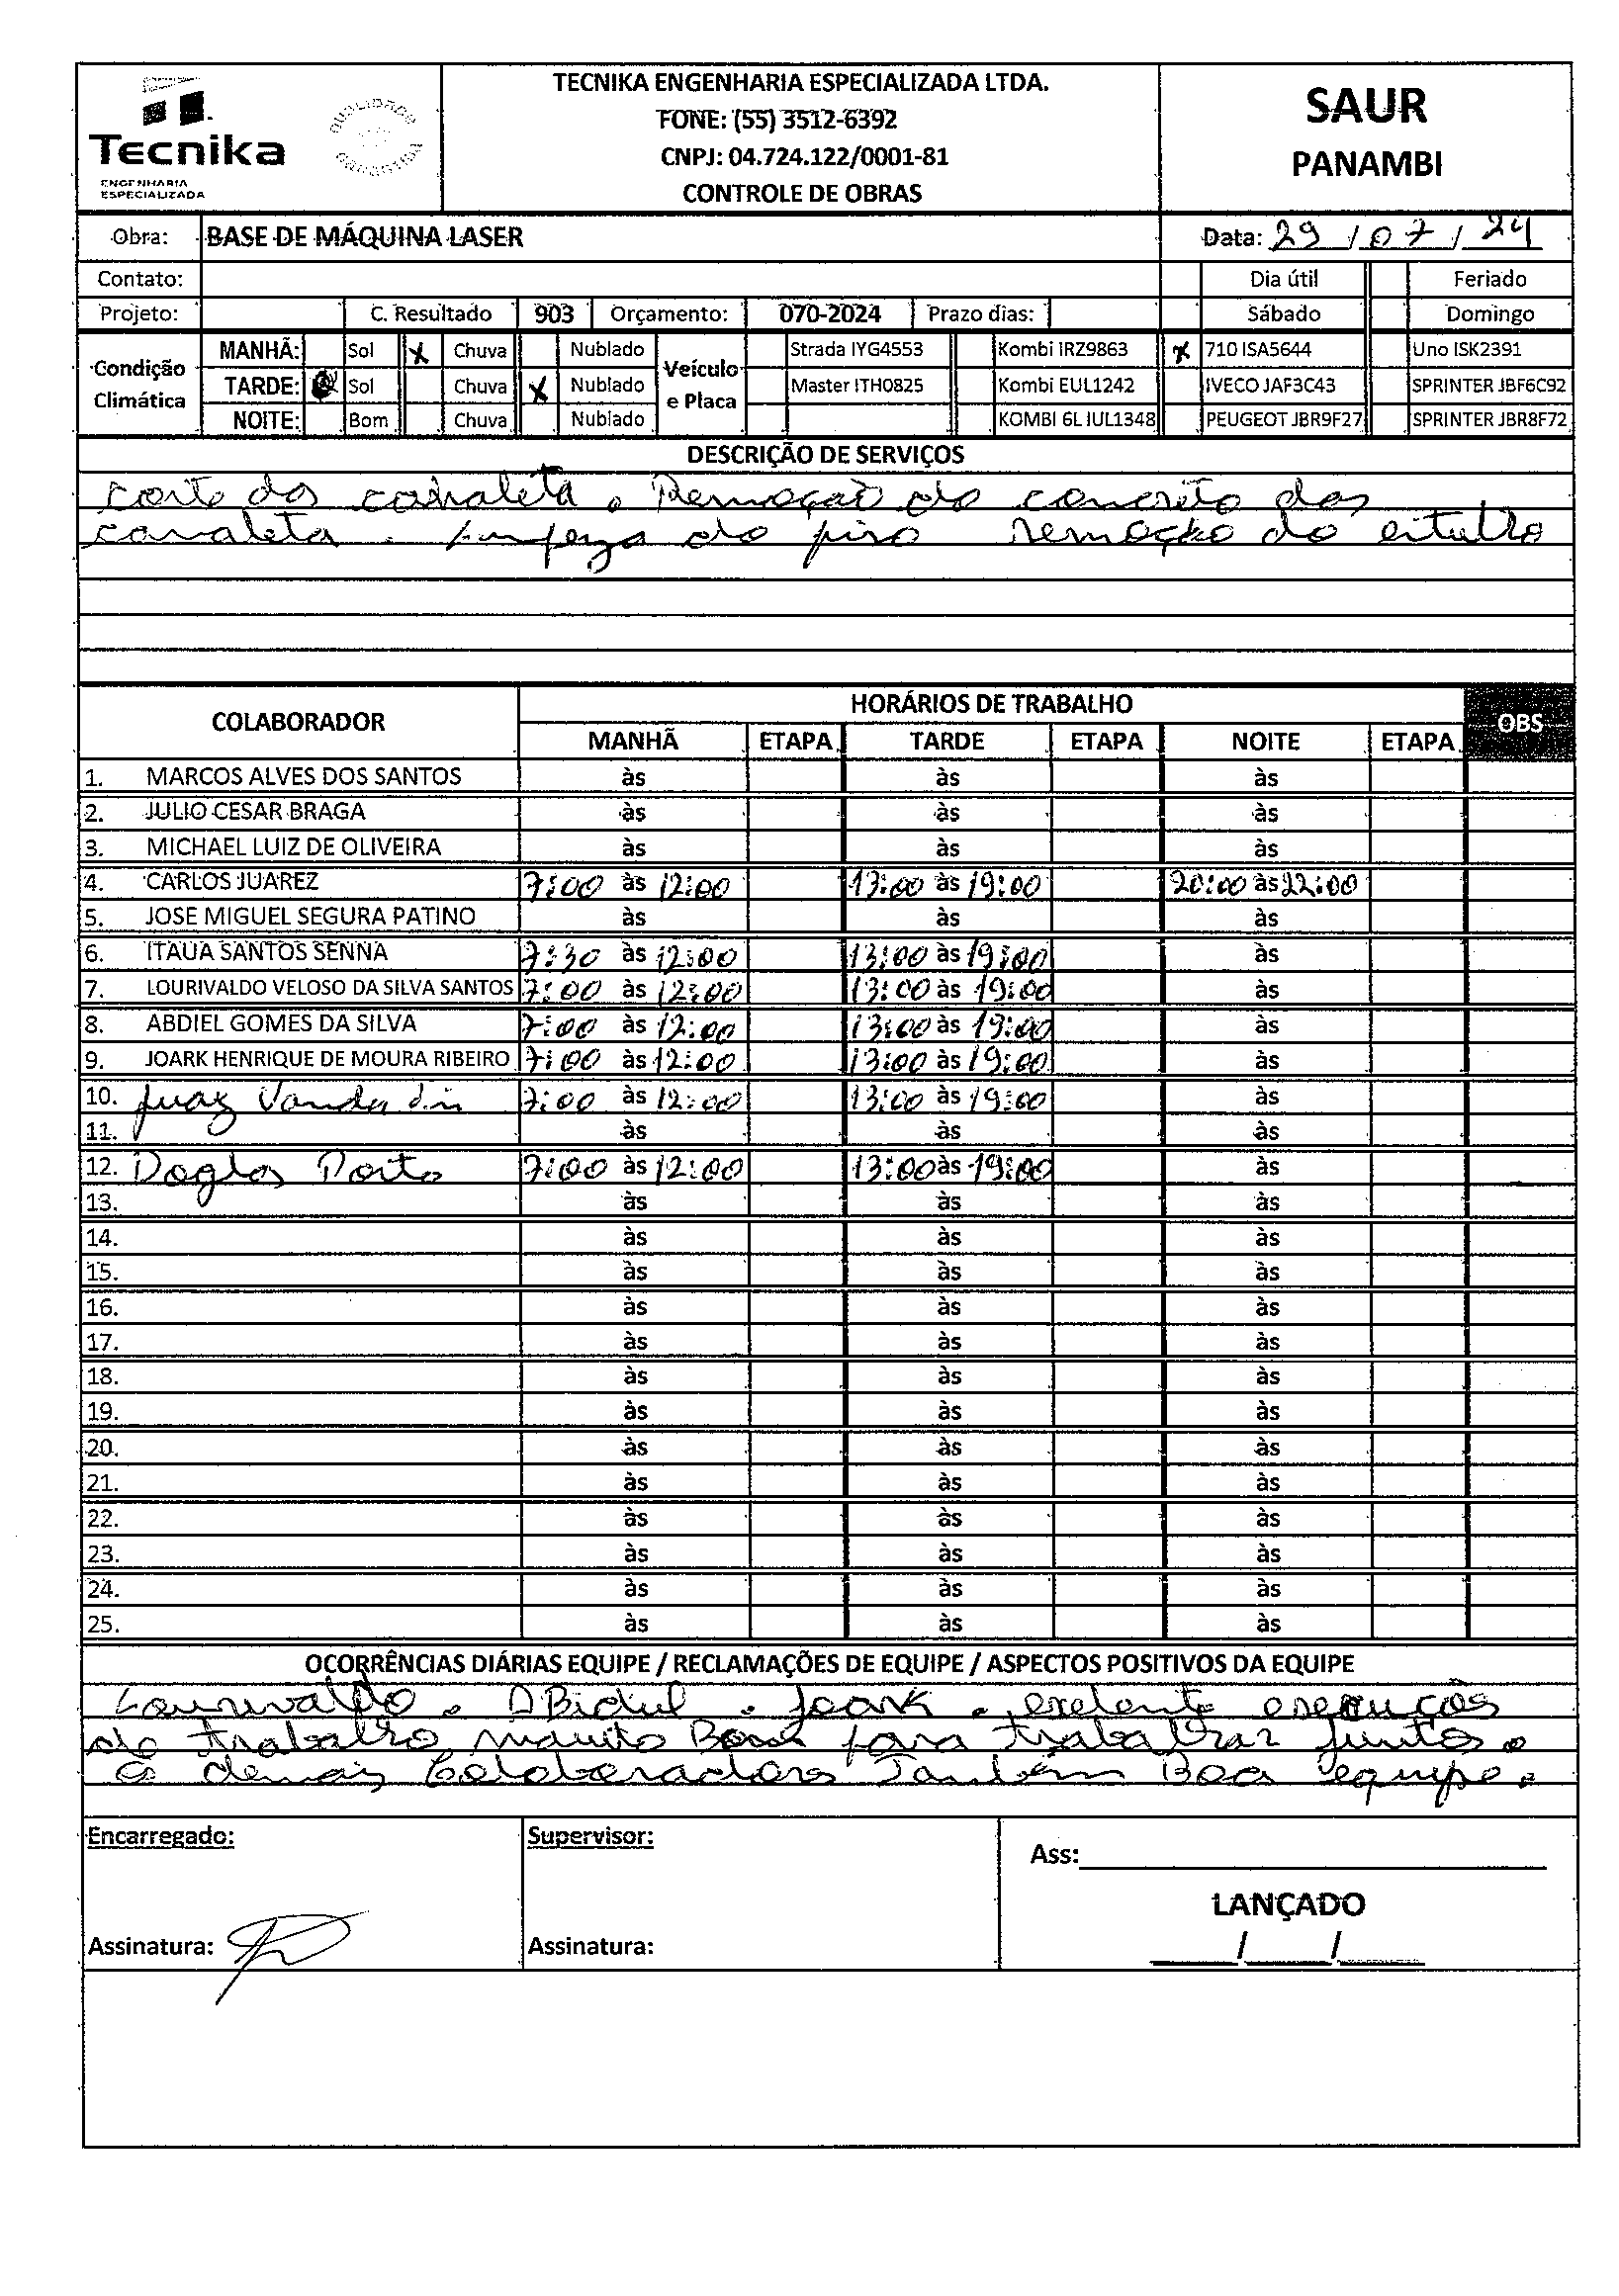 TECNIKA ENGENHARIA ESPECIALIZADA LTDA.
FONE: (55) 3512-6392
CNPJ: 04.724.122/0001-81
CONTROLE DE OBRAS
Tecnika
ENGENHARIA
ESPECIALIZADA
QUALIDADE
SAUR
PANAMBI
Obra: BASE DE MÁQUINA LASER Data: 29 / 07 / 24
Contato: Dia útil Feriado
Projeto: C. Resultado 903 Orçamento: 070-2024 Prazo dias: Sábado Domingo
Condição Climática
MANHÃ: Sol X Chuva Nublado
TARDE: Sol Chuva X Nublado
NOITE: Bom Chuva Nublado
Veículo e Placa
Strada IYG4553 Kombi IRZ9863 X 710 ISA5644 Uno ISK2391
Master ITH0825 Kombi EUL1242 IVECO JAF3C43 SPRINTER JBF6C92
KOMBI 6L IUL1348 PEUGEOT JBR9F27 SPRINTER JBR8F72
DESCRIÇÃO DE SERVIÇOS
corte das canaleta. Remoção do concreto das
canaleta. Limpeza do piso remoção do entulho
COLABORADOR HORÁRIOS DE TRABALHO OBS
MANHÃ ETAPA TARDE ETAPA NOITE ETAPA
1. MARCOS ALVES DOS SANTOS às às às
2. JULIO CESAR BRAGA às às às
3. MICHAEL LUIZ DE OLIVEIRA às às às
4. CARLOS JUAREZ 7:00 às 12:00 13:00 às 19:00 20:00 às 22:00
5. JOSE MIGUEL SEGURA PATINO às às às
6. ITAUA SANTOS SENNA 7:30 às 12:00 13:00 às 19:00 às
7. LOURIVALDO VELOSO DA SILVA SANTOS 7:00 às 12:00 13:00 às 19:00 às
8. ABDIEL GOMES DA SILVA 7:00 às 12:00 13:00 às 19:00 às
9. JOARK HENRIQUE DE MOURA RIBEIRO 7:00 às 12:00 13:00 às 19:00 às
10. 7:00 às 12:00 13:00 às 19:00 às
11. às às às
12. Doglas Porto 7:00 às 12:00 13:00 às 19:00 às
13. às às às
14. às às às
15. às às às
16. às às às
17. às às às
18. às às às
19. às às às
20. às às às
21. às às às
22. às às às
23. às às às
24. às às às
25. às às às
OCORRÊNCIAS DIÁRIAS EQUIPE / RECLAMAÇÕES DE EQUIPE / ASPECTOS POSITIVOS DA EQUIPE
Lourivaldo. ABidiel. Joark. exelente
do trabalho muito Bom para trabalhar juntos.
demais Colaboradores Também Boa equipe.
Encarregado: Supervisor: Ass:
LANÇADO
Assinatura: Assinatura: / /